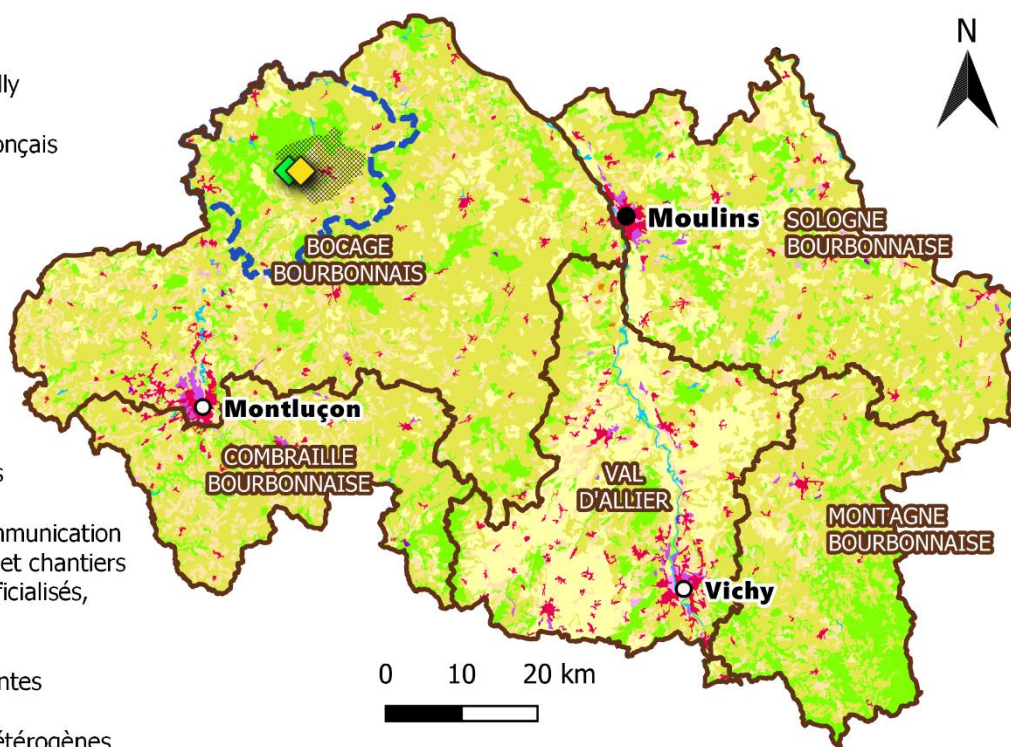 N
lly
onçais
Moulins
SOLOGNE
BOURBONNAISE
BOCAGE
BOURBONNAIS
Montluçon
COMBRAILLE
BOURBONNAISE
VAL
D'ALLIER
MONTAGNE
BOURBONNAISE
s
mmunication
et chantiers
ficialisés,
Vichy
ntes
0 10 20 km
étérogènes